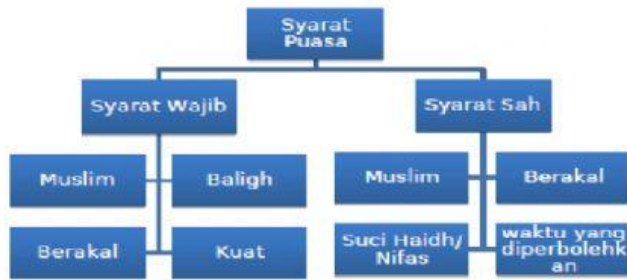 Syarat
Puasa
Syarat Wajib
Syarat Sah
Muslim
Baligh
Muslim
Berakal
Berakal
Kuat
Suci Haidh/
Nifas
waktu yang
diperbolehk
an